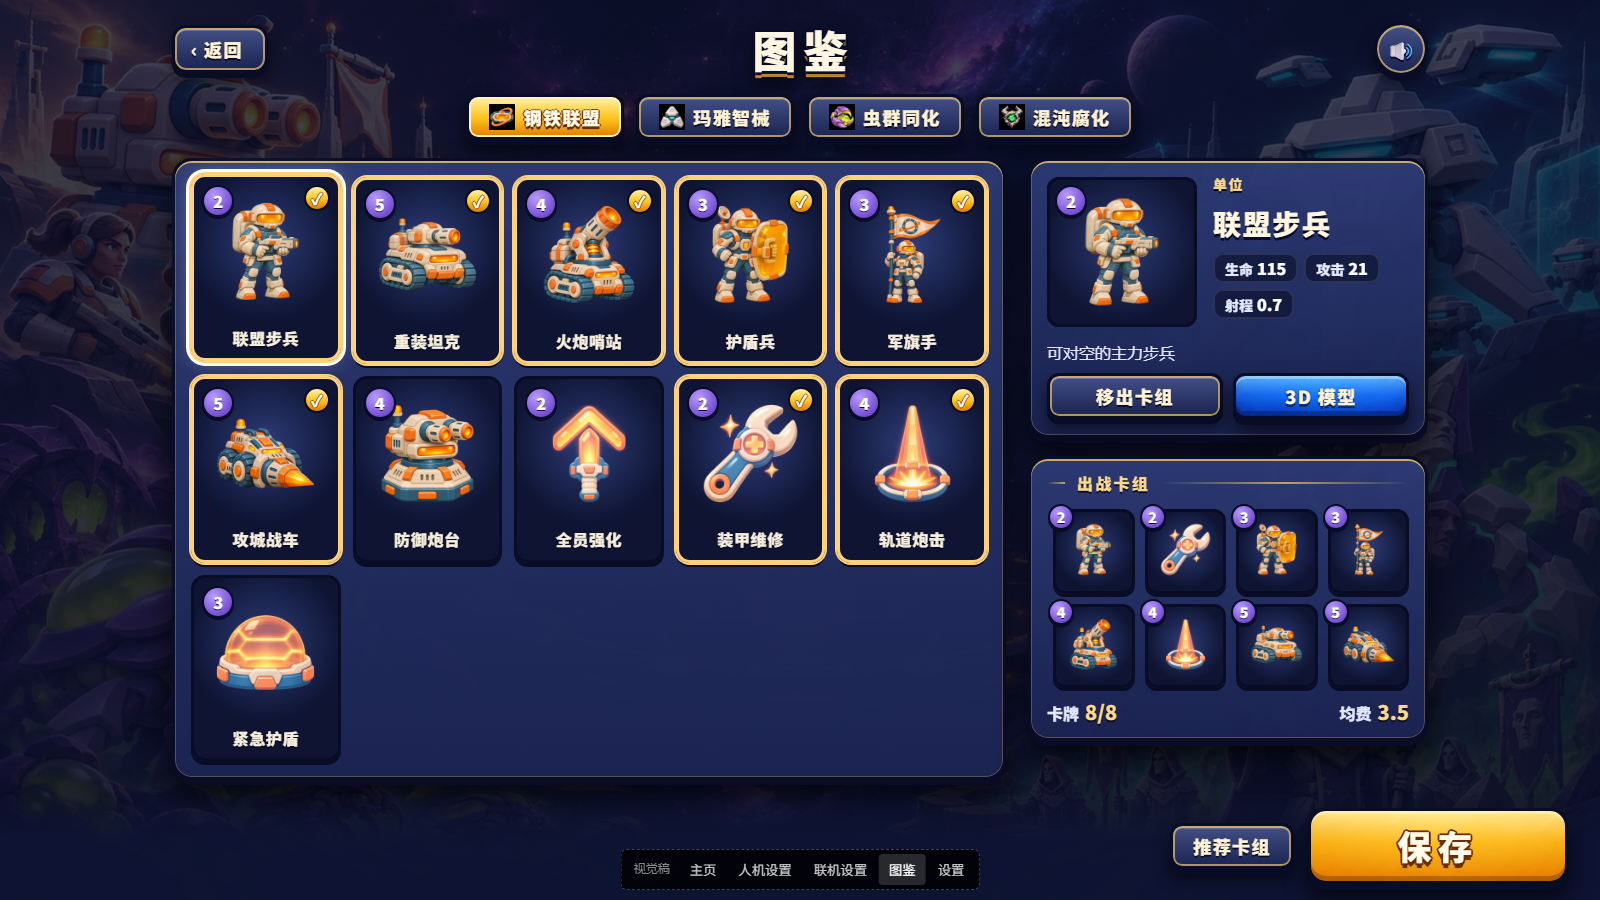 ‹ 返回
图鉴
钢铁联盟
玛雅智械
虫群同化
混沌腐化
2
联盟步兵
5
重装坦克
4
火炮哨站
3
护盾兵
3
军旗手
5
攻城战车
4
防御炮台
2
全员强化
2
装甲维修
4
轨道炮击
3
紧急护盾
2
单位
联盟步兵
生命 115
攻击 21
射程 0.7
可对空的主力步兵
移出卡组
3D 模型
出战卡组
2
2
3
3
4
4
5
5
卡牌 8/8
均费 3.5
推荐卡组
保存
视觉稿
主页
人机设置
联机设置
图鉴
设置